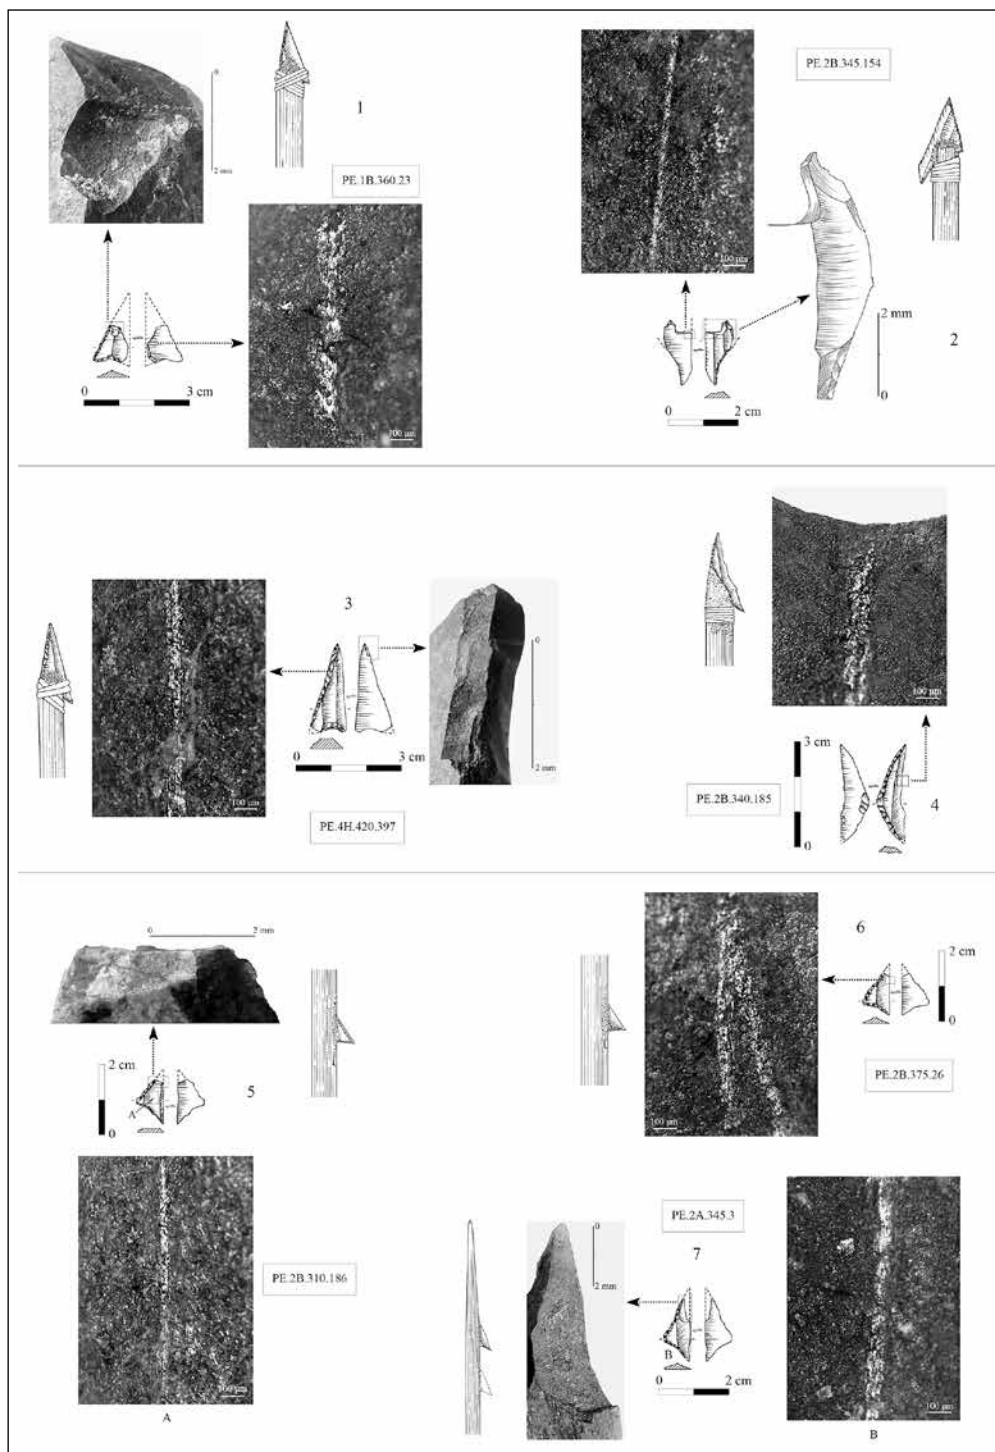 0
2 mm
1
PE.1B.360.23
100 µm
0
3 cm
PE.2B.345.154
100 µm
2 mm
0
2
0
2 cm
3
100 µm
0
3 cm
0
2 mm
PE.4H.420.397
100 µm
3 cm
0
PE.2B.340.185
4
0
2 mm
2 cm
0
A
5
100 µm
A
PE.2B.310.186
6
2 cm
0
PE.2B.375.26
100 µm
PE.2A.345.3
7
0
2 mm
B
0
2 cm
100 µm
B